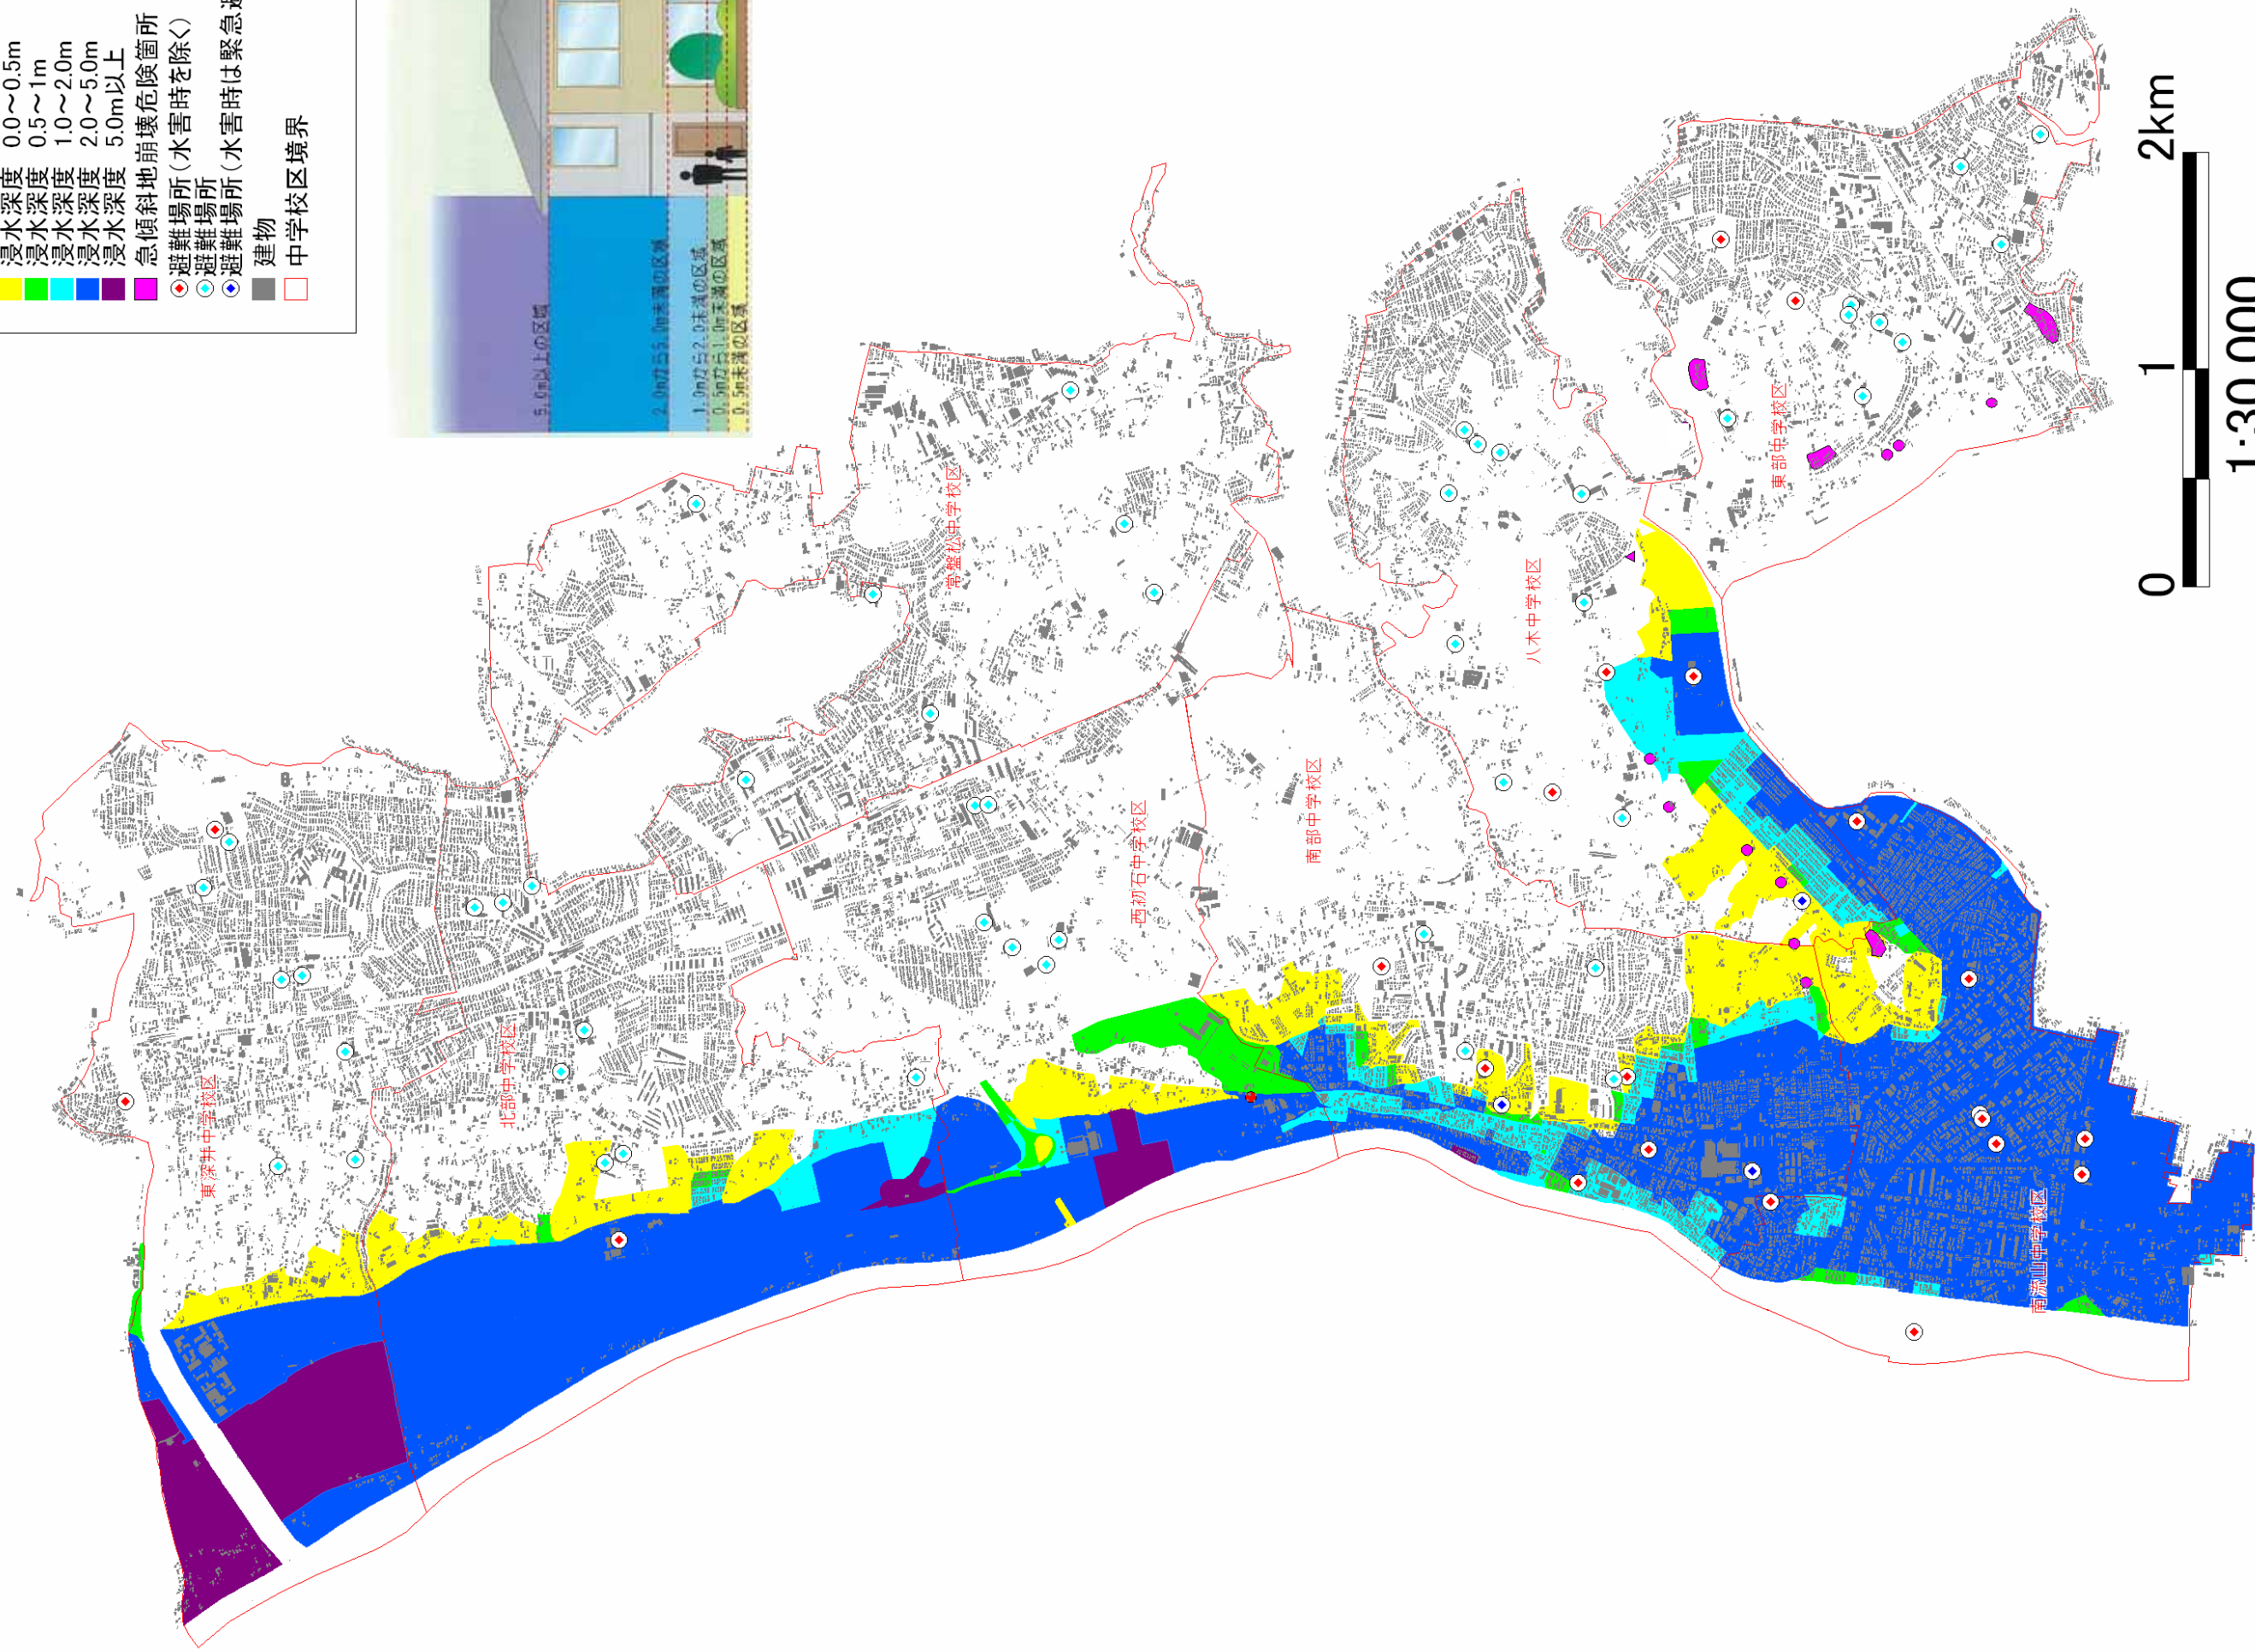 浸水深度 0.0～0.5m
浸水深度 0.5～1m
浸水深度 1.0～2.0m
浸水深度 2.0～5.0m
浸水深度 5.0m以上
急傾斜地崩壊危険箇所
避難場所(水害時を除く)
避難場所
避難場所(水害時は緊急
建物
中学校区境界
5.0m以上の区域
2.0mから5.0m未満の区域
1.0mから2.0未満の区域
0.5mから1.0m未満の区域
0.5m未満の区域
東深井中学校区
北部中学校区
常盤松中学校区
西初石中学校区
南部中学校区
八木中学校区
東部中学校区
南流山中学校区
0 1 2km
1:30,000